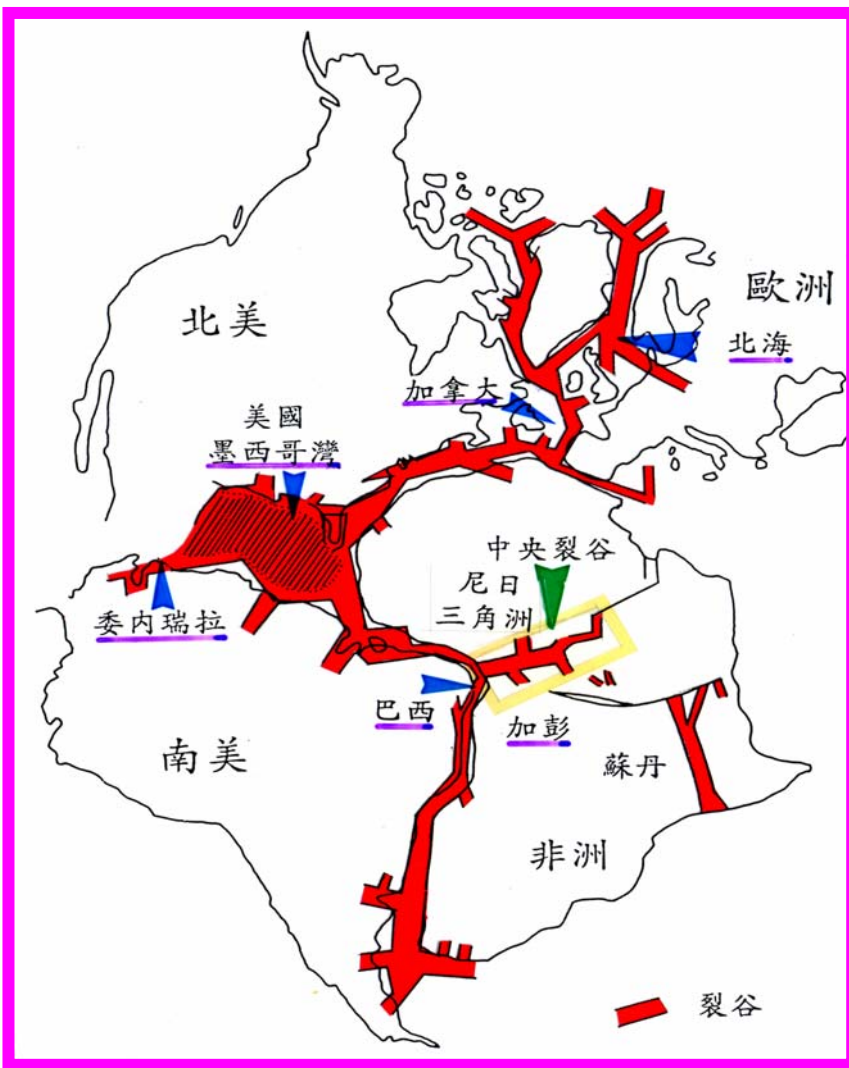 歐洲
北美
北海
加拿大
美國
墨西哥灣
中央裂谷
尼日
三角洲
委內瑞拉
巴西
加彭
南美
蘇丹
非洲
裂谷